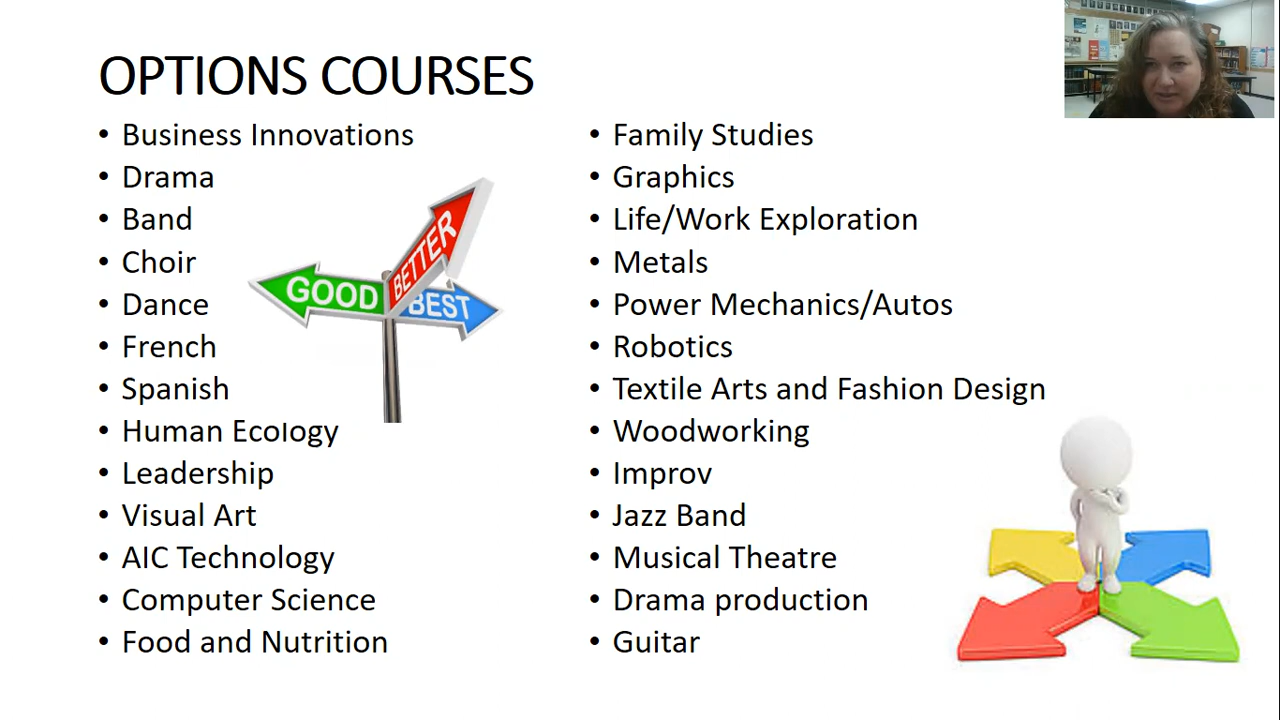 OPTIONS COURSES
• Business Innovations
• Drama
• Band
• Choir
• Dance
• French
• Spanish
• Human Ecology
• Leadership
• Visual Art
• AIC Technology
• Computer Science
• Food and Nutrition
GOOD
BETTER
BEST
• Family Studies
• Graphics
• Life/Work Exploration
• Metals
• Power Mechanics/Autos
• Robotics
• Textile Arts and Fashion Design
• Woodworking
• Improv
• Jazz Band
• Musical Theatre
• Drama production
• Guitar